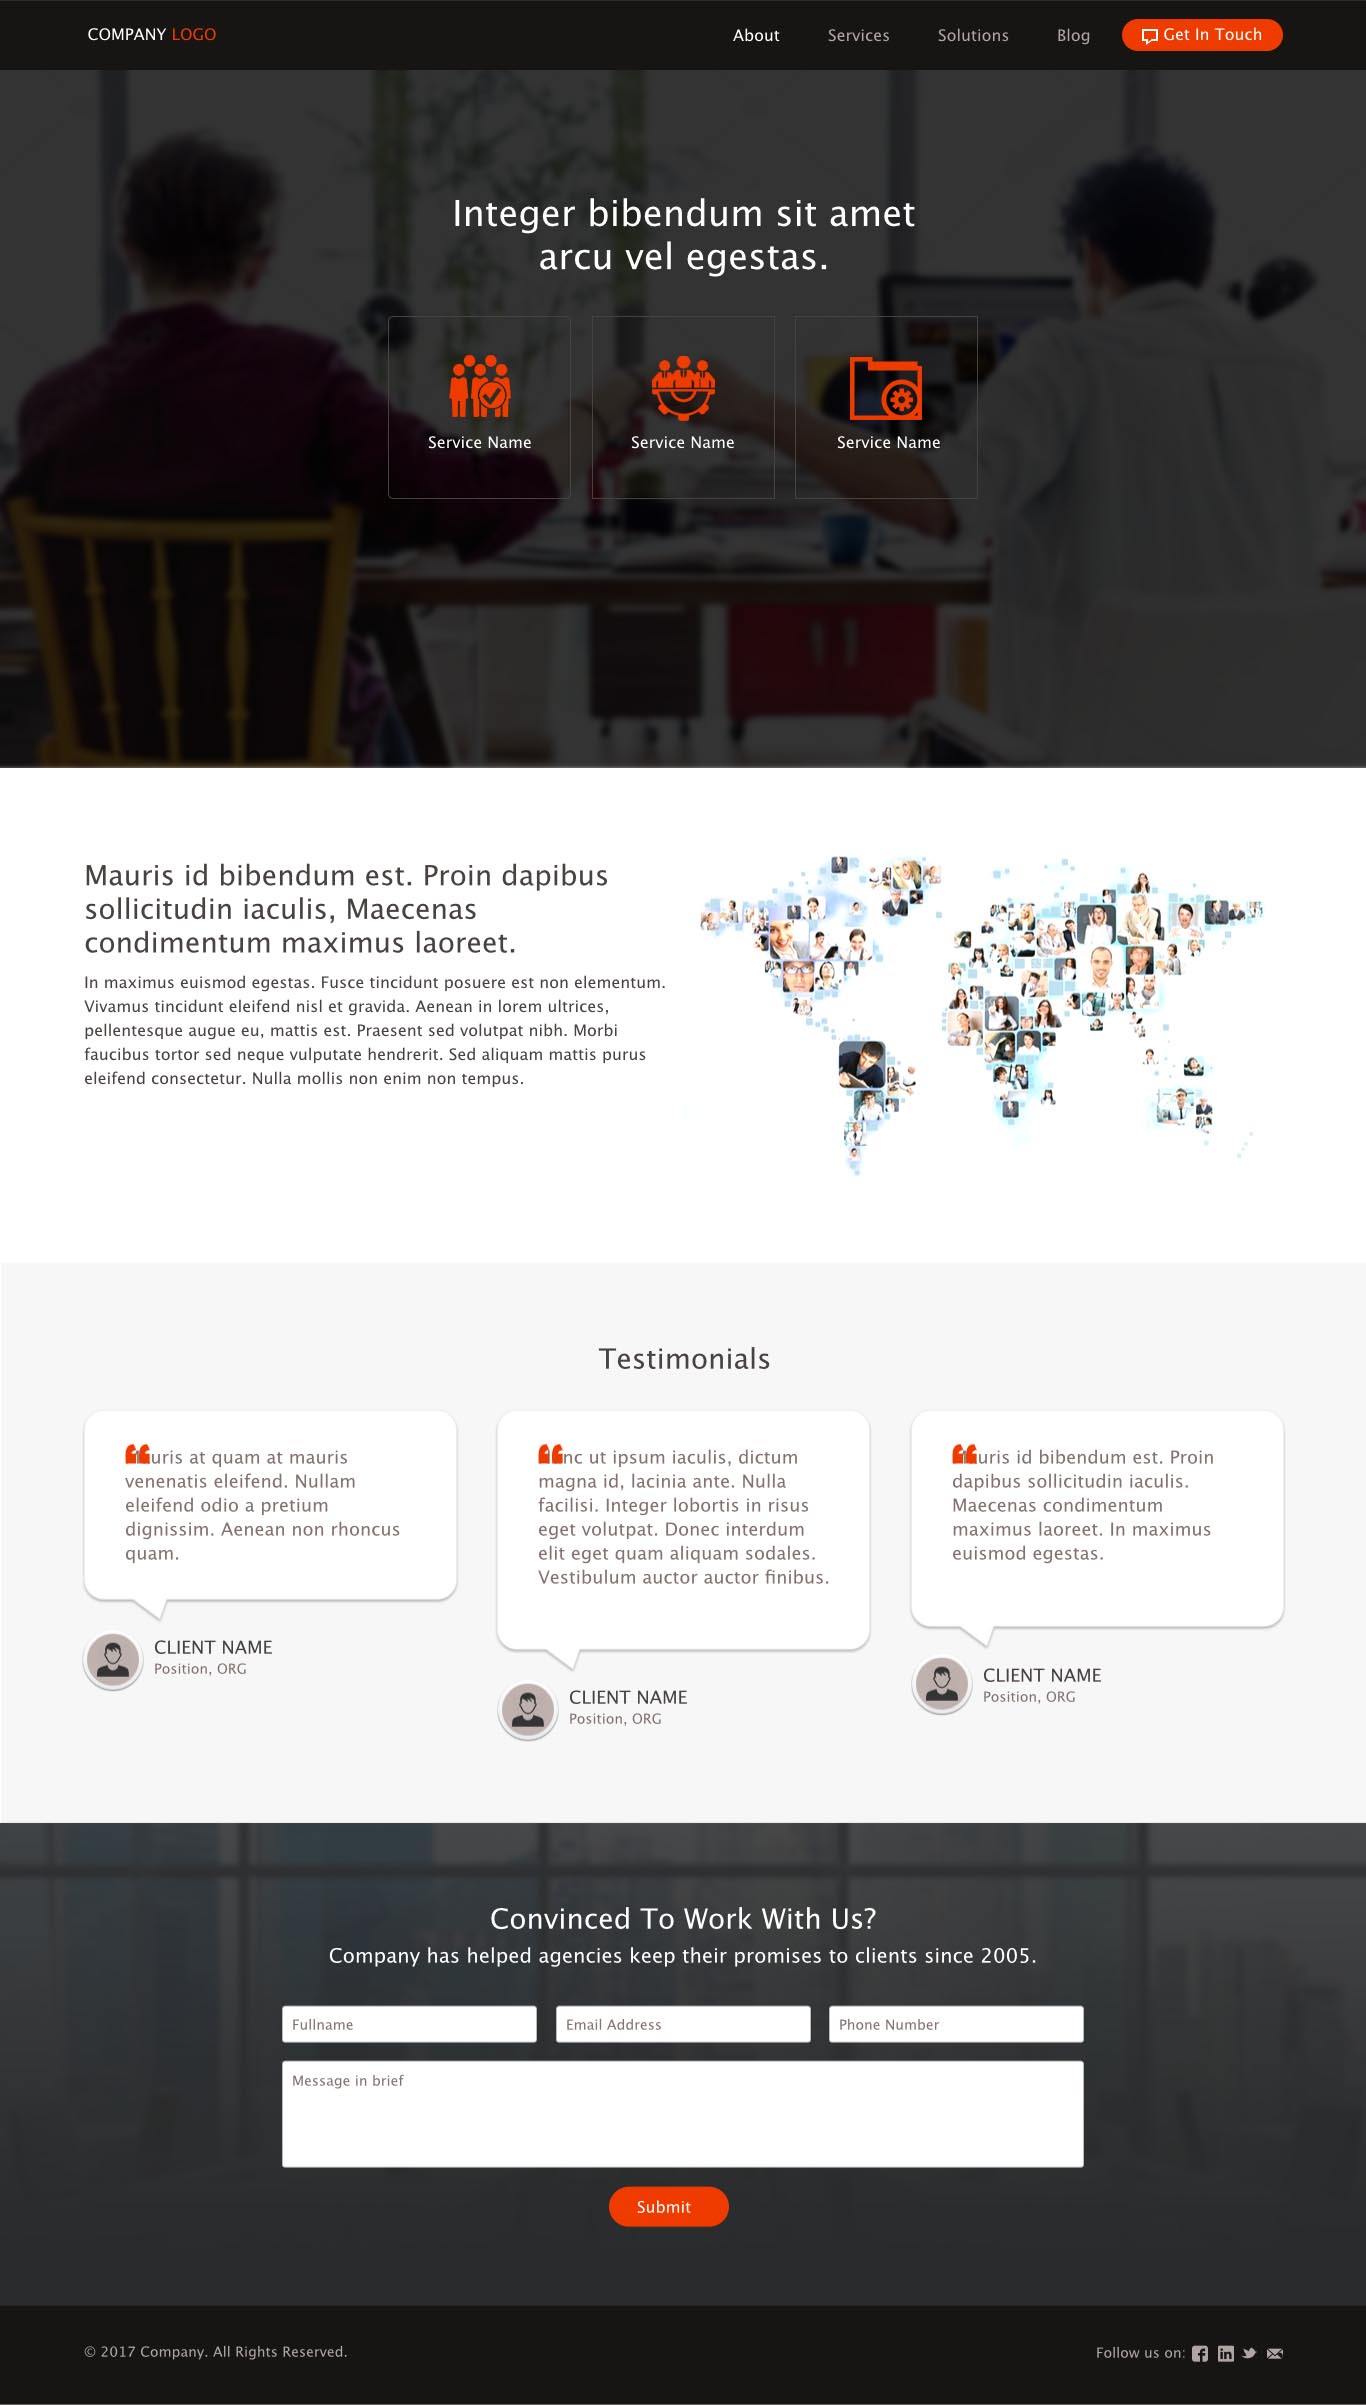 COMPANY LOGO
About Services Solutions Blog Get In Touch
Integer bibendum sit amet
arcu vel egestas.
Service Name Service Name Service Name
Mauris id bibendum est. Proin dapibus
sollicitudin iaculis, Maecenas
condimentum maximus laoreet.
In maximus euismod egestas. Fusce tincidunt posuere est non elementum.
Vivamus tincidunt eleifend nisl et gravida. Aenean in lorem ultrices,
pellentesque augue eu, mattis est. Praesent sed volutpat nibh. Morbi
faucibus tortor sed neque vulputate hendrerit. Sed aliquam mattis purus
eleifend consectetur. Nulla mollis non enim non tempus.
Testimonials
at quam at mauris
venenatis eleifend. Nullam
eleifend odio a pretium
dignissim. Aenean non rhoncus
quam.
CLIENT NAME
Position, ORG
ut ipsum iaculis, dictum
magna id, lacinia ante. Nulla
facilisi. Integer lobortis in risus
eget volutpat. Donec interdum
elit eget quam aliquam sodales.
Vestibulum auctor auctor finibus.
CLIENT NAME
Position, ORG
id bibendum est. Proin
dapibus sollicitudin iaculis.
Maecenas condimentum
maximus laoreet. In maximus
euismod egestas.
CLIENT NAME
Position, ORG
Convinced To Work With Us?
Company has helped agencies keep their promises to clients since 2005.
Fullname Email Address Phone Number
Message in brief
Submit
© 2017 Company. All Rights Reserved.
Follow us on: